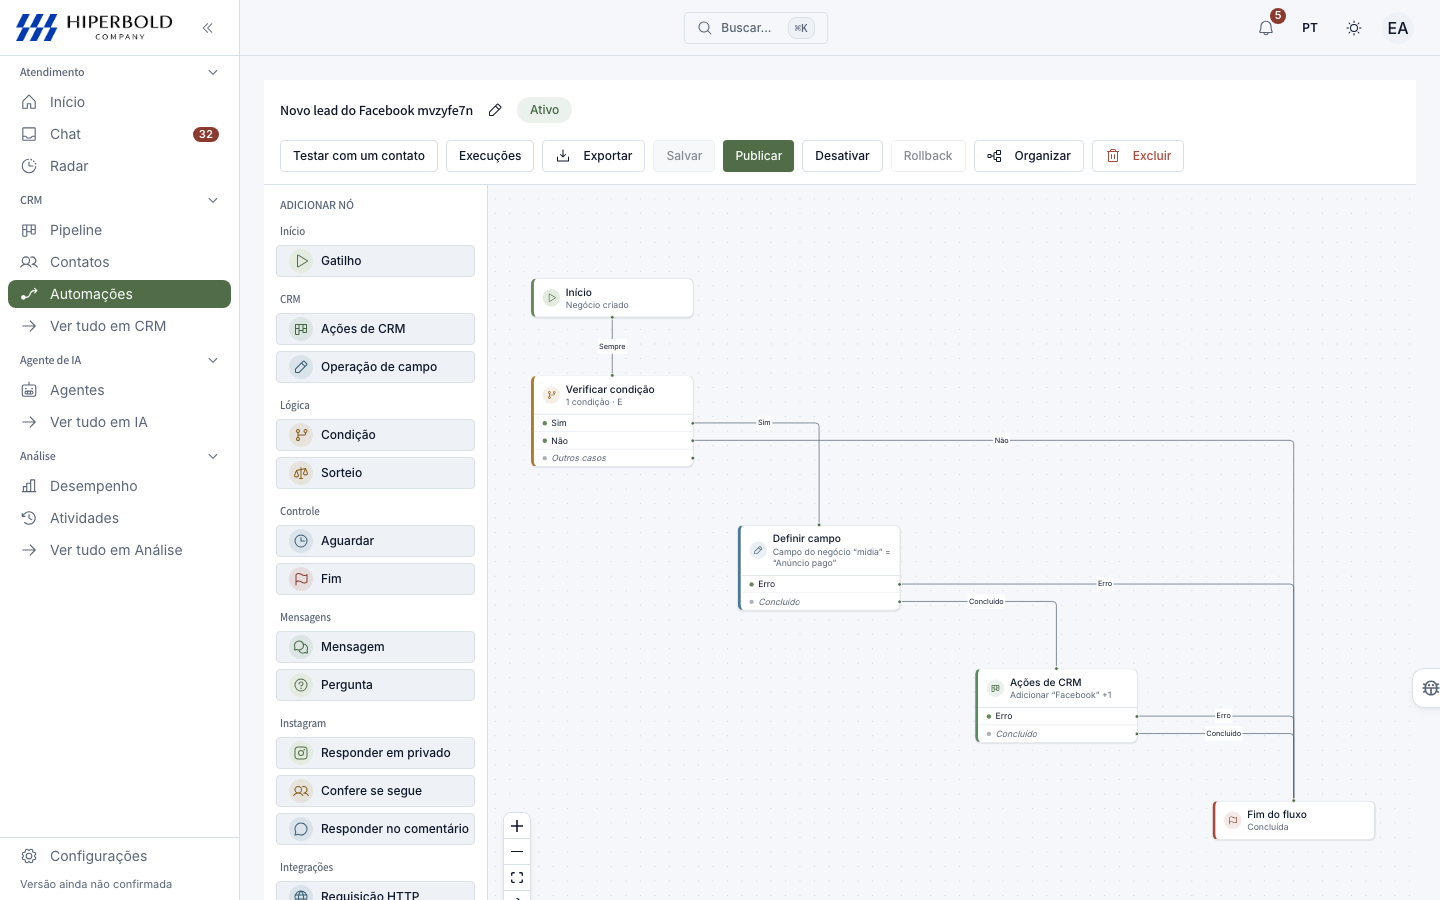 HIPERBOLD
COMPANY
Buscar...
⌘K
5
PT
EA
Atendimento
Início
Chat
32
Radar
CRM
Pipeline
Contatos
Automações
Ver tudo em CRM
Agente de IA
Agentes
Ver tudo em IA
Análise
Desempenho
Atividades
Ver tudo em Análise
Configurações
Versão ainda não confirmada
Novo lead do Facebook mvzyfe7n
Ativo
Testar com um contato
Execuções
Exportar
Salvar
Publicar
Desativar
Rollback
Organizar
Excluir
ADICIONAR NÓ
Início
Gatilho
CRM
Ações de CRM
Operação de campo
Lógica
Condição
Sorteio
Controle
Aguardar
Fim
Mensagens
Mensagem
Pergunta
Instagram
Responder em privado
Confere se segue
Responder no comentário
Integrações
Requisição HTTP
Início
Negócio criado
Sempre
Verificar condição
1 condição · E
Sim
Não
Outros casos
Sim
Não
Definir campo
Campo do negócio “midia” =
“Anúncio pago”
Erro
Concluído
Erro
Concluído
Ações de CRM
Adicionar “Facebook” +1
Erro
Concluído
Erro
Concluído
Fim do fluxo
Concluída